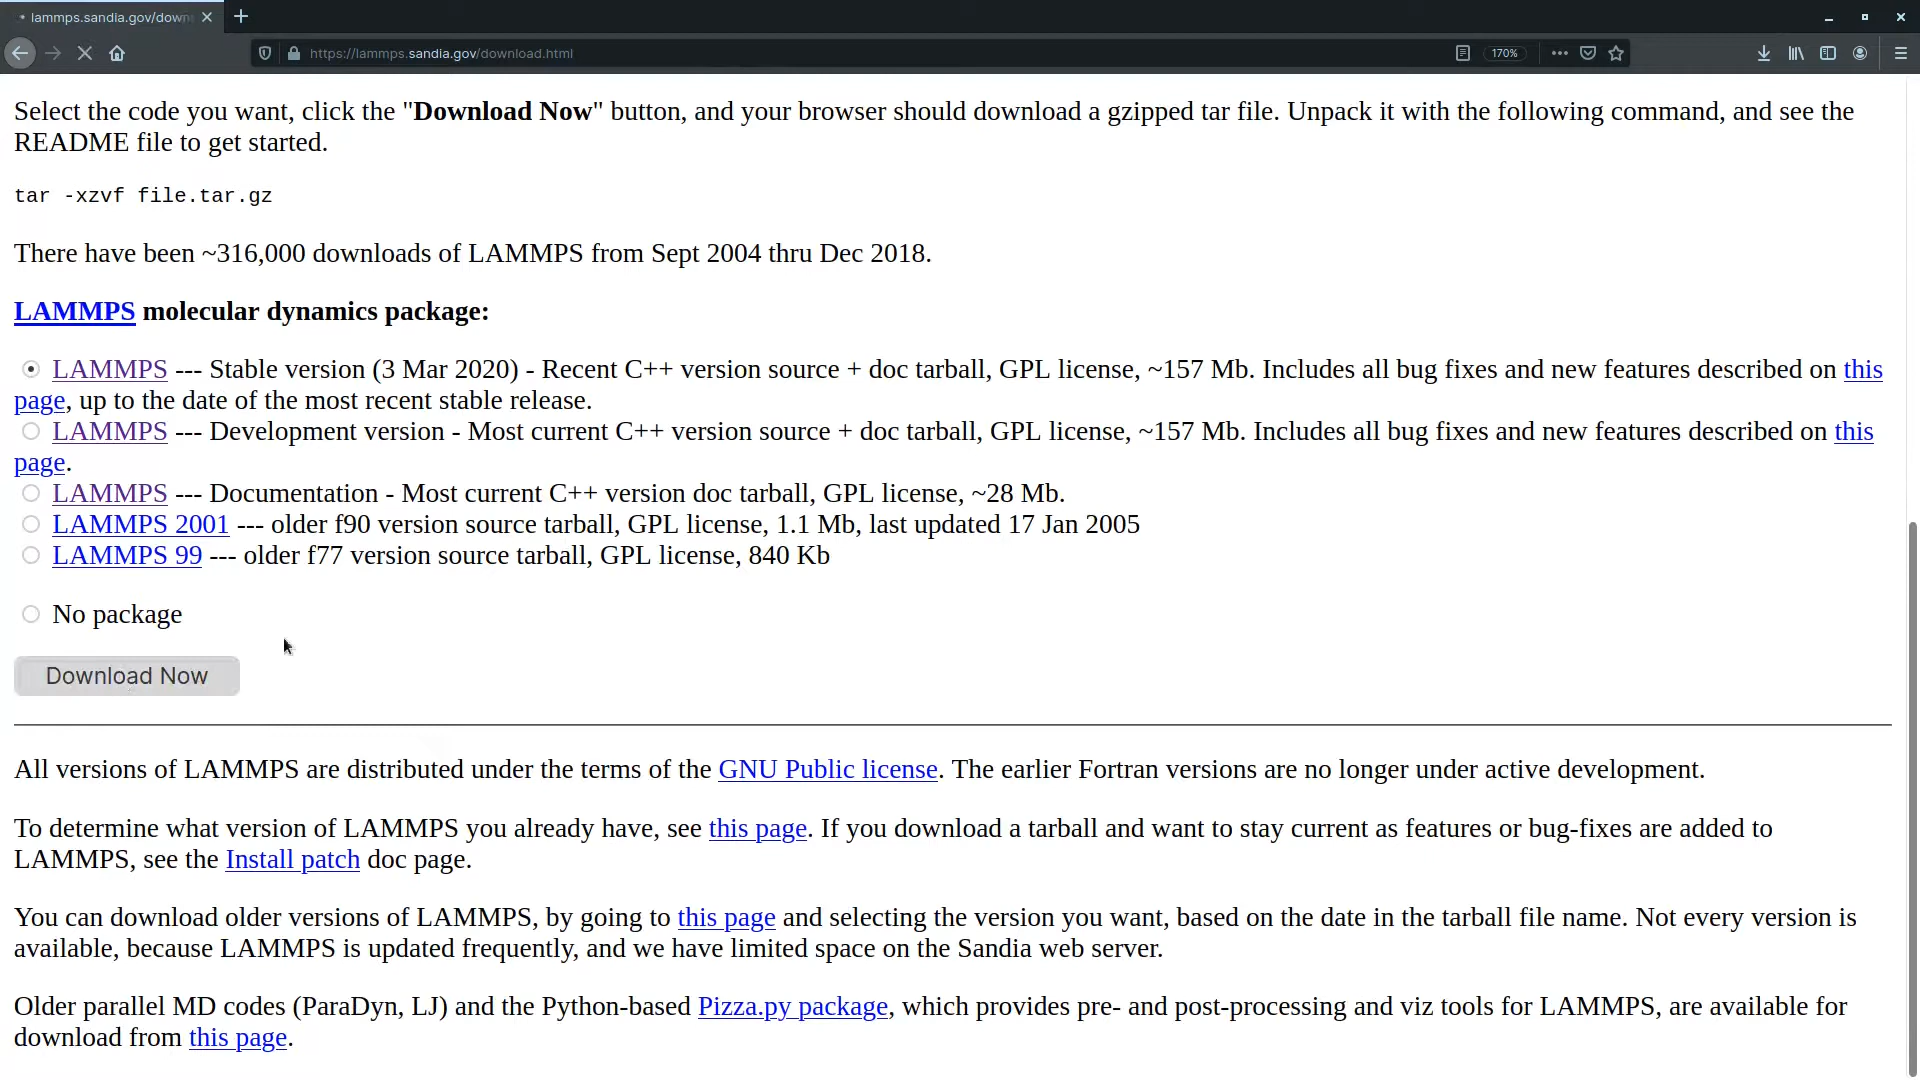 lammps.sandia.gov/down
https://lammps.sandia.gov/download.html
170%
Select the code you want, click the "Download Now" button, and your browser should download a gzipped tar file. Unpack it with the following command, and see the
README file to get started.
tar -xzvf file.tar.gz
There have been ~316,000 downloads of LAMMPS from Sept 2004 thru Dec 2018.
LAMMPS molecular dynamics package:
LAMMPS --- Stable version (3 Mar 2020) - Recent C++ version source + doc tarball, GPL license, ~157 Mb. Includes all bug fixes and new features described on this
page, up to the date of the most recent stable release.
LAMMPS --- Development version - Most current C++ version source + doc tarball, GPL license, ~157 Mb. Includes all bug fixes and new features described on this
page.
LAMMPS --- Documentation - Most current C++ version doc tarball, GPL license, ~28 Mb.
LAMMPS 2001 --- older f90 version source tarball, GPL license, 1.1 Mb, last updated 17 Jan 2005
LAMMPS 99 --- older f77 version source tarball, GPL license, 840 Kb
No package
Download Now
All versions of LAMMPS are distributed under the terms of the GNU Public license. The earlier Fortran versions are no longer under active development.
To determine what version of LAMMPS you already have, see this page. If you download a tarball and want to stay current as features or bug-fixes are added to
LAMMPS, see the Install patch doc page.
You can download older versions of LAMMPS, by going to this page and selecting the version you want, based on the date in the tarball file name. Not every version is
available, because LAMMPS is updated frequently, and we have limited space on the Sandia web server.
Older parallel MD codes (ParaDyn, LJ) and the Python-based Pizza.py package, which provides pre- and post-processing and viz tools for LAMMPS, are available for
download from this page.